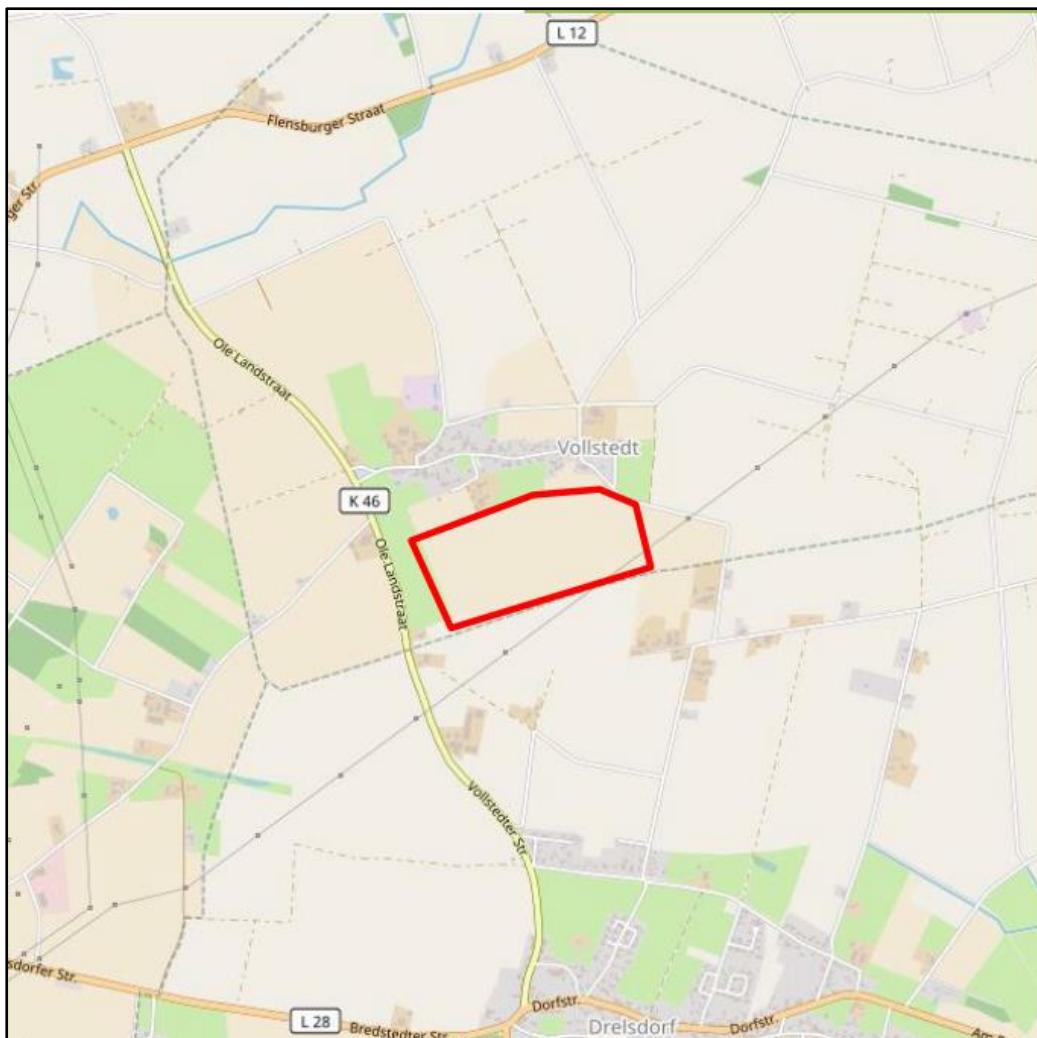 L 12
Flensburger Straat
ger Str.
Ole Landstraat
Vollstedt
K 46
Ole Landstraat
Vollstedter Str
sdorfer Str.
L 28
Bredstedter Str.
Dorfstr.
Drelsdorf
Dorfstr.